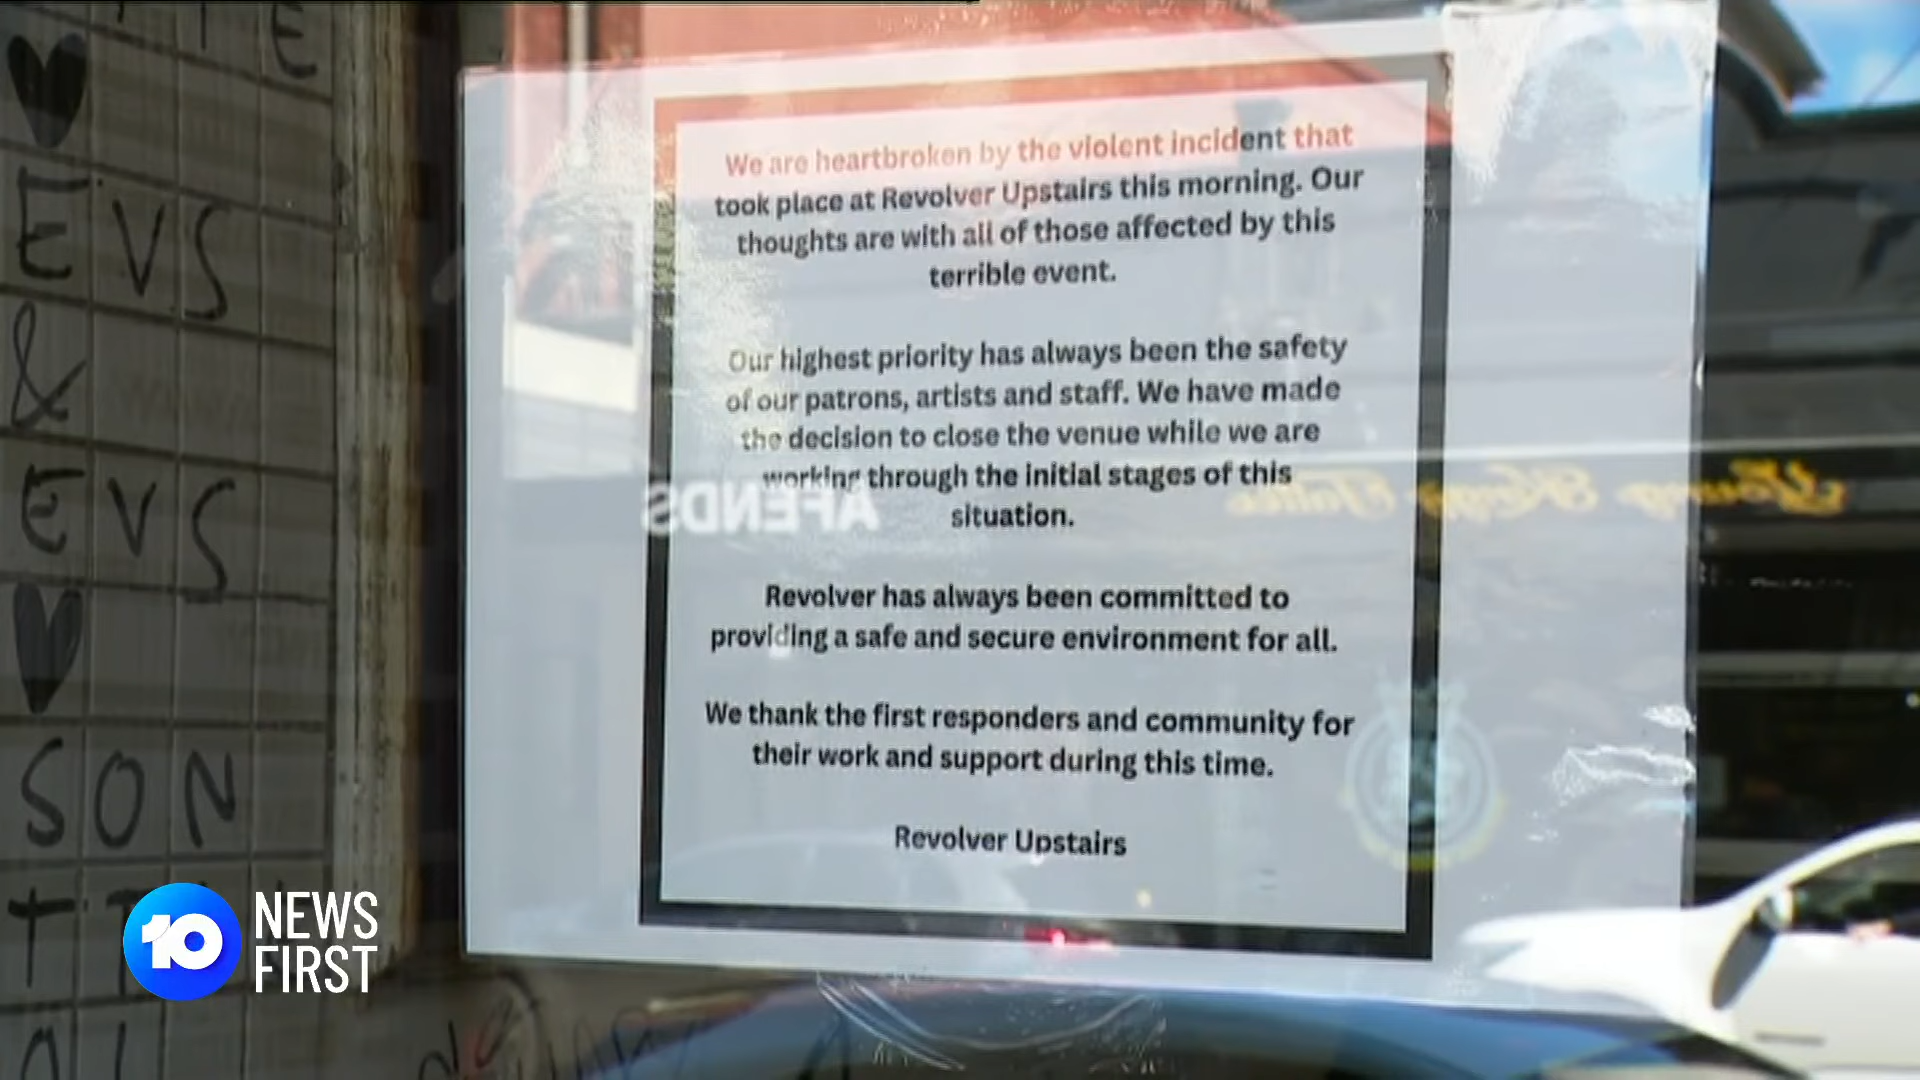 We are heartbroken by the violent incident that
took place at Revolver Upstairs this morning. Our
thoughts are with all of those affected by this
terrible event.
Our highest priority has always been the safety
of our patrons, artists and staff. We have made
the decision to close the venue while we are
working through the initial stages of this
situation.
Revolver has always been committed to
providing a safe and secure environment for all.
We thank the first responders and community for
their work and support during this time.
Revolver Upstairs
E
EVS
&
EVS
SON
AFENDS
10 NEWS
FIRST